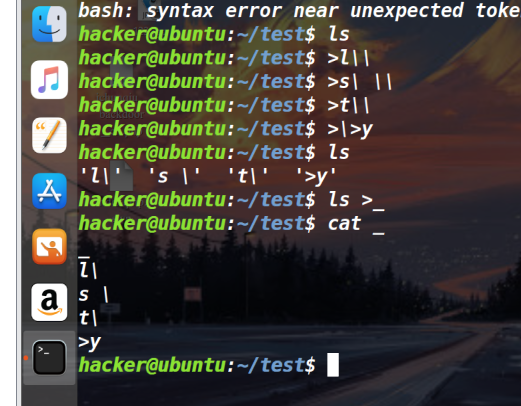 bash: syntax error near unexpected toke
hacker@ubuntu:~/test$ ls
hacker@ubuntu:~/test$ >l\\
hacker@ubuntu:~/test$ >s\ \\
hacker@ubuntu:~/test$ >t\\
hacker@ubuntu:~/test$ >\>y
hacker@ubuntu:~/test$ ls
'l\'  's \'  't\'  '>y'
hacker@ubuntu:~/test$ ls >_
hacker@ubuntu:~/test$ cat _
_
l\
s \
t\
>y
hacker@ubuntu:~/test$